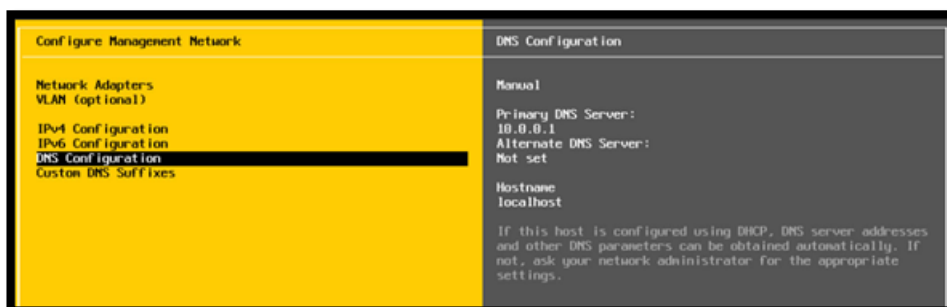 Configure Management Network
Network Adapters
VLAN (optional)
IPv4 Configuration
IPv6 Configuration
DNS Configuration
Custom DNS Suffixes
DNS Configuration
Manual
Primary DNS Server:
10.0.0.1
Alternate DNS Server:
Not set
Hostname
localhost
If this host is configured using DHCP, DNS server addresses
and other DNS parameters can be obtained automatically. If
not, ask your network administrator for the appropriate
settings.